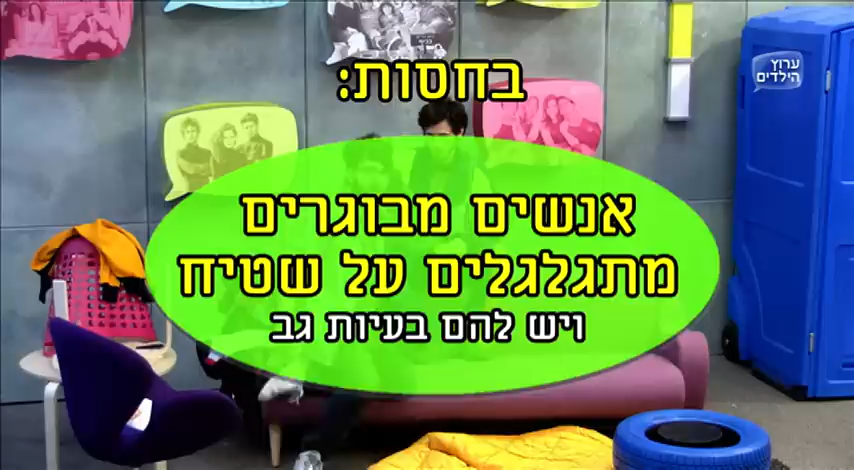 בחסות:
ערוץ
הילדים
אנשים מבוגרים
מתגלגלים על שטיח
ויש להם בעיות גב